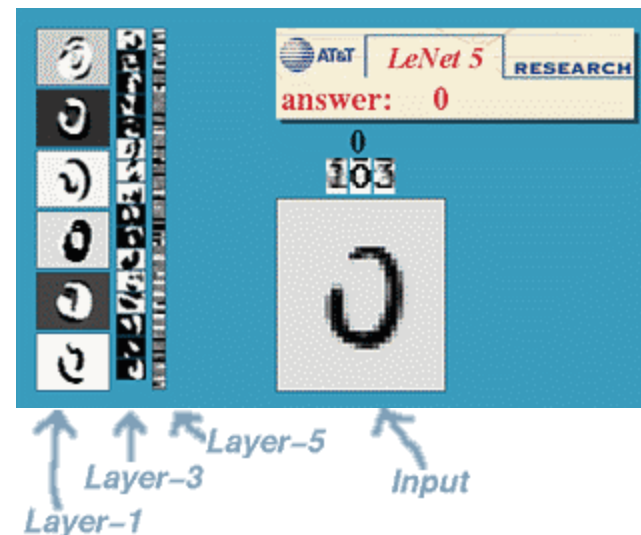 AT&T LeNet 5 RESEARCH
answer: 0
0
103
Layer-5
Layer-3
Input
Layer-1